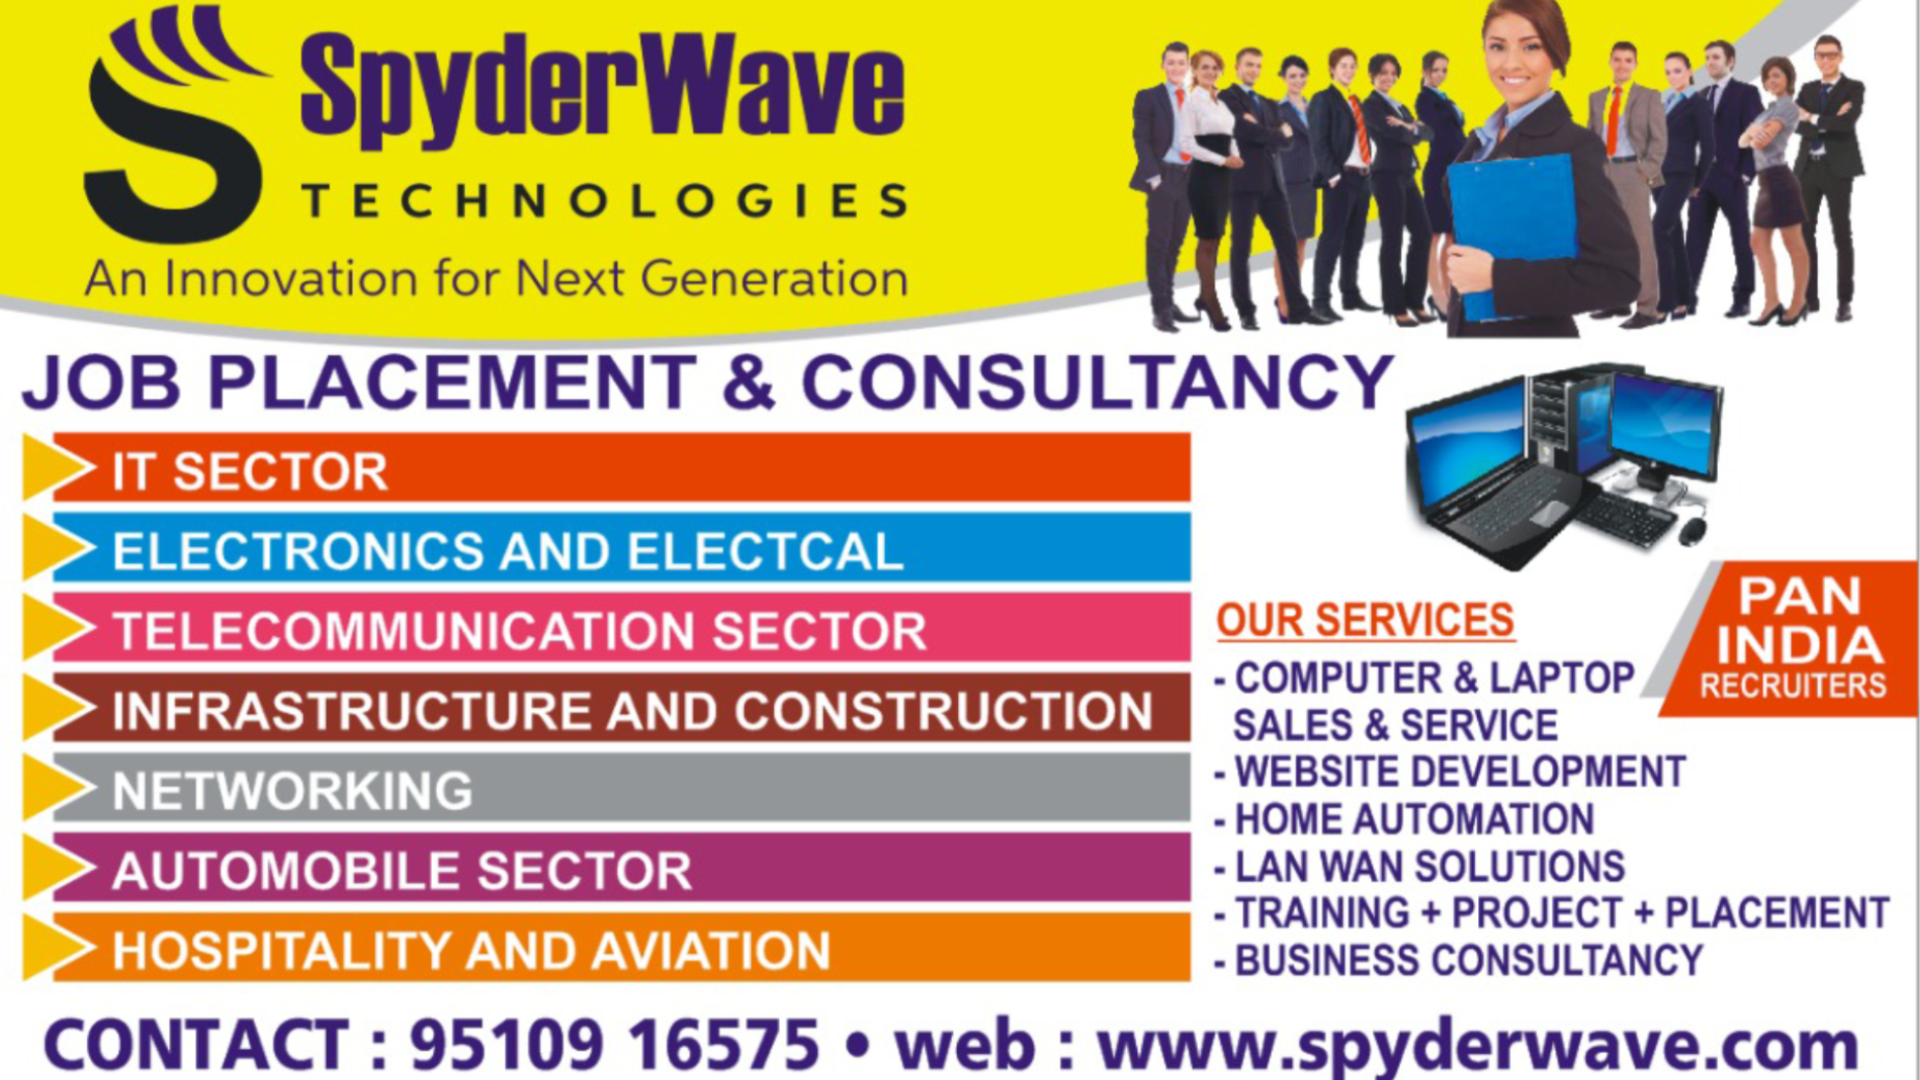 SpyderWave
TECHNOLOGIES
An Innovation for Next Generation
JOB PLACEMENT & CONSULTANCY
IT SECTOR
ELECTRONICS AND ELECTCAL
TELECOMMUNICATION SECTOR
INFRASTRUCTURE AND CONSTRUCTION
NETWORKING
AUTOMOBILE SECTOR
HOSPITALITY AND AVIATION
OUR SERVICES
- COMPUTER & LAPTOP
SALES & SERVICE
- WEBSITE DEVELOPMENT
- HOME AUTOMATION
- LAN WAN SOLUTIONS
- TRAINING + PROJECT + PLACEMENT
- BUSINESS CONSULTANCY
PAN
INDIA
RECRUITERS
CONTACT : 95109 16575 • web : www.spyderwave.com